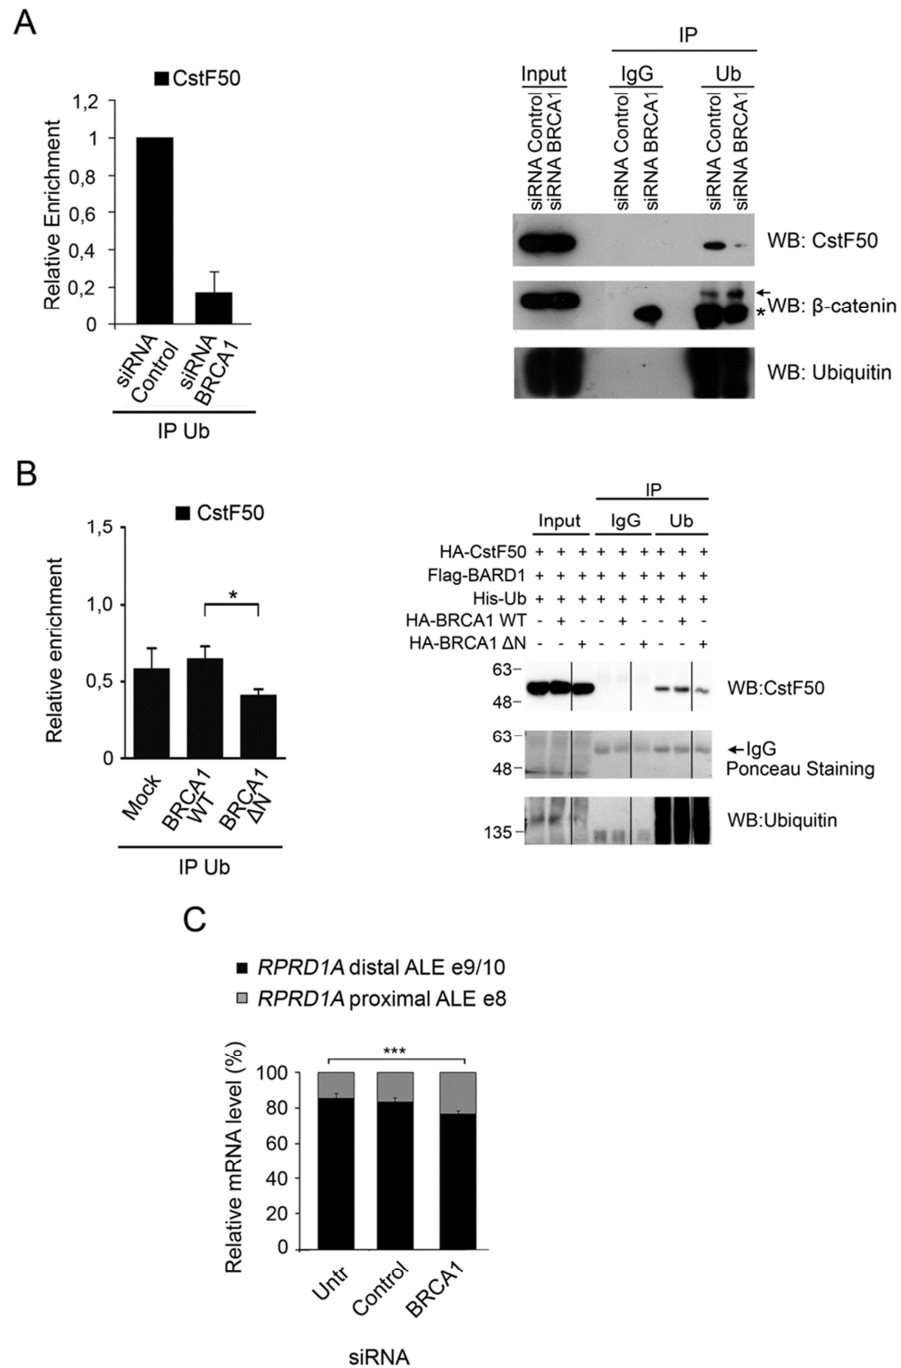 A
CstF50
1,2
1
0,8
0,6
0,4
0,2
0
Relative Enrichment
siRNA Control
siRNA BRCA1
IP Ub
IP
Input
IgG
Ub
siRNA Control
siRNA BRCA1
siRNA Control
siRNA BRCA1
siRNA Control
siRNA BRCA1
WB: CstF50
←
* WB: β-catenin
WB: Ubiquitin
B
CstF50
1,5
1,0
0,5
0
Relative enrichment
*
Mock
BRCA1 WT
BRCA1 ΔN
IP Ub
IP
Input IgG Ub
HA-CstF50 + + + + + + + + +
Flag-BARD1 + + + + + + + + +
His-Ub + + + + + + + + +
HA-BRCA1 WT - + - - + - - + -
HA-BRCA1 ΔN - - + - - + - - +
63
48
WB:CstF50
63
48
←IgG
Ponceau Staining
135
WB:Ubiquitin
C
RPRD1A distal ALE e9/10
RPRD1A proximal ALE e8
***
100
80
60
40
20
0
Relative mRNA level (%)
Untr
Control
BRCA1
siRNA